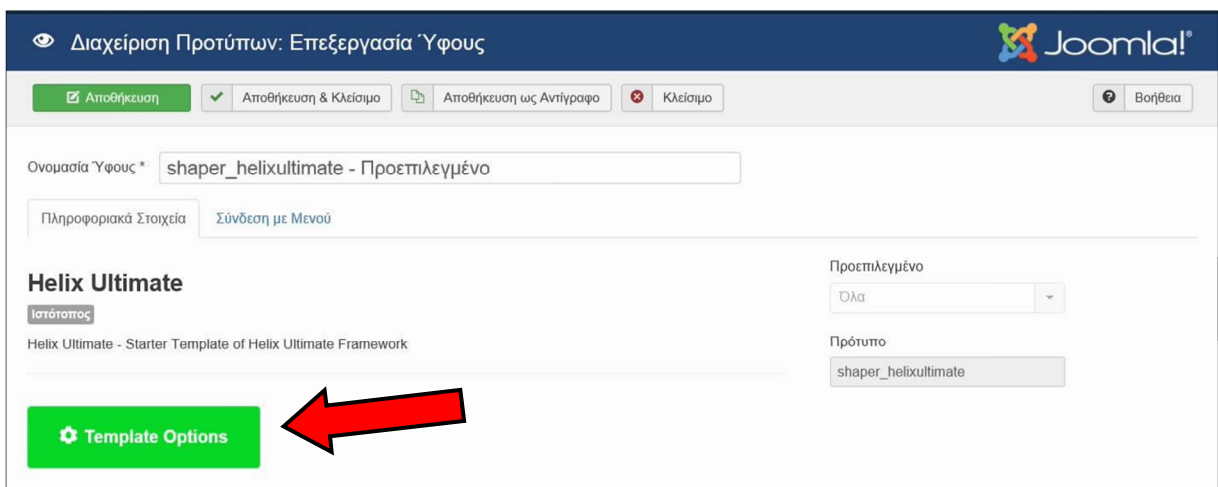 Διαχείριση Προτύπων: Επεξεργασία Ύφους
Joomla!®
Αποθήκευση Αποθήκευση & Κλείσιμο Αποθήκευση ως Αντίγραφο Κλείσιμο Βοήθεια
Ονομασία Ύφους * shaper_helixultimate - Προεπιλεγμένο
Πληροφοριακά Στοιχεία Σύνδεση με Μενού
Helix Ultimate
Ιστότοπος
Helix Ultimate - Starter Template of Helix Ultimate Framework
Προεπιλεγμένο
Όλα
Πρότυπο
shaper_helixultimate
Template Options